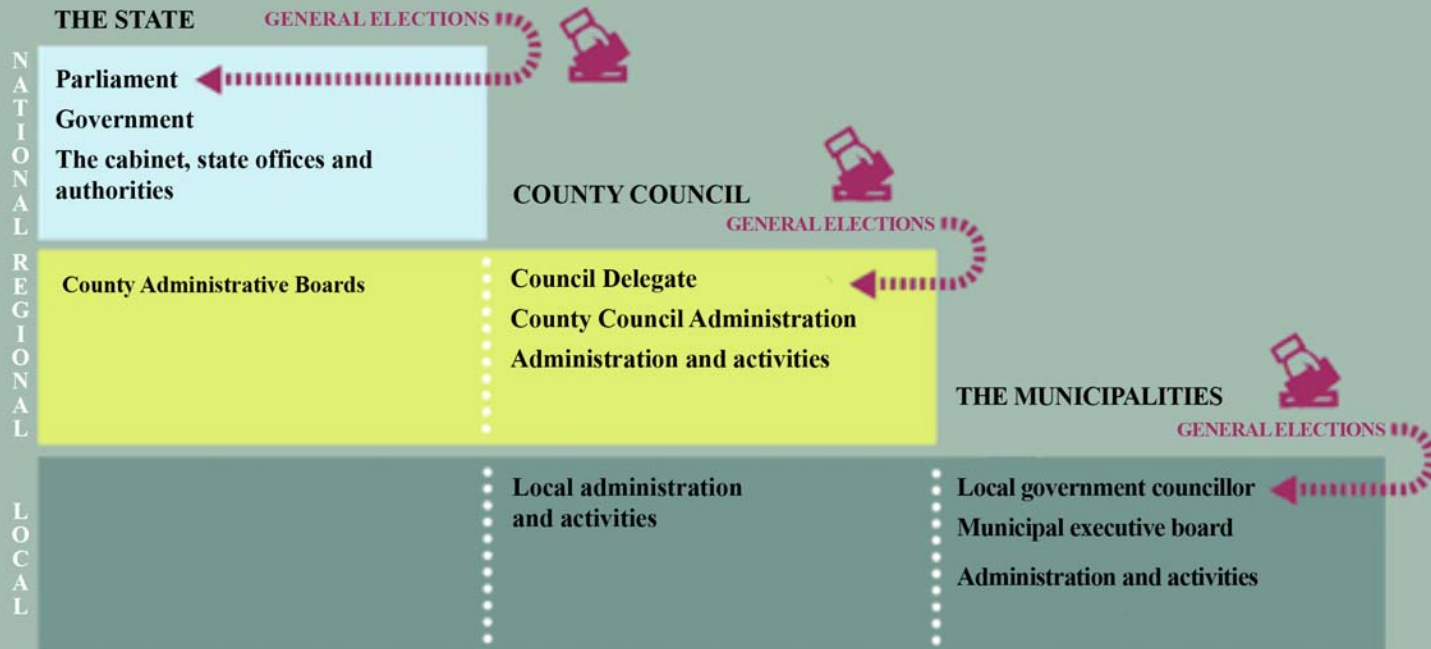 THE STATE
GENERAL ELECTIONS
NATIONAL
Parliament
Government
The cabinet, state offices and
authorities
COUNTY COUNCIL
GENERAL ELECTIONS
REGIONAL
County Administrative Boards
Council Delegate
County Council Administration
Administration and activities
THE MUNICIPALITIES
GENERAL ELECTIONS
LOCAL
Local administration
and activities
Local government councillor
Municipal executive board
Administration and activities